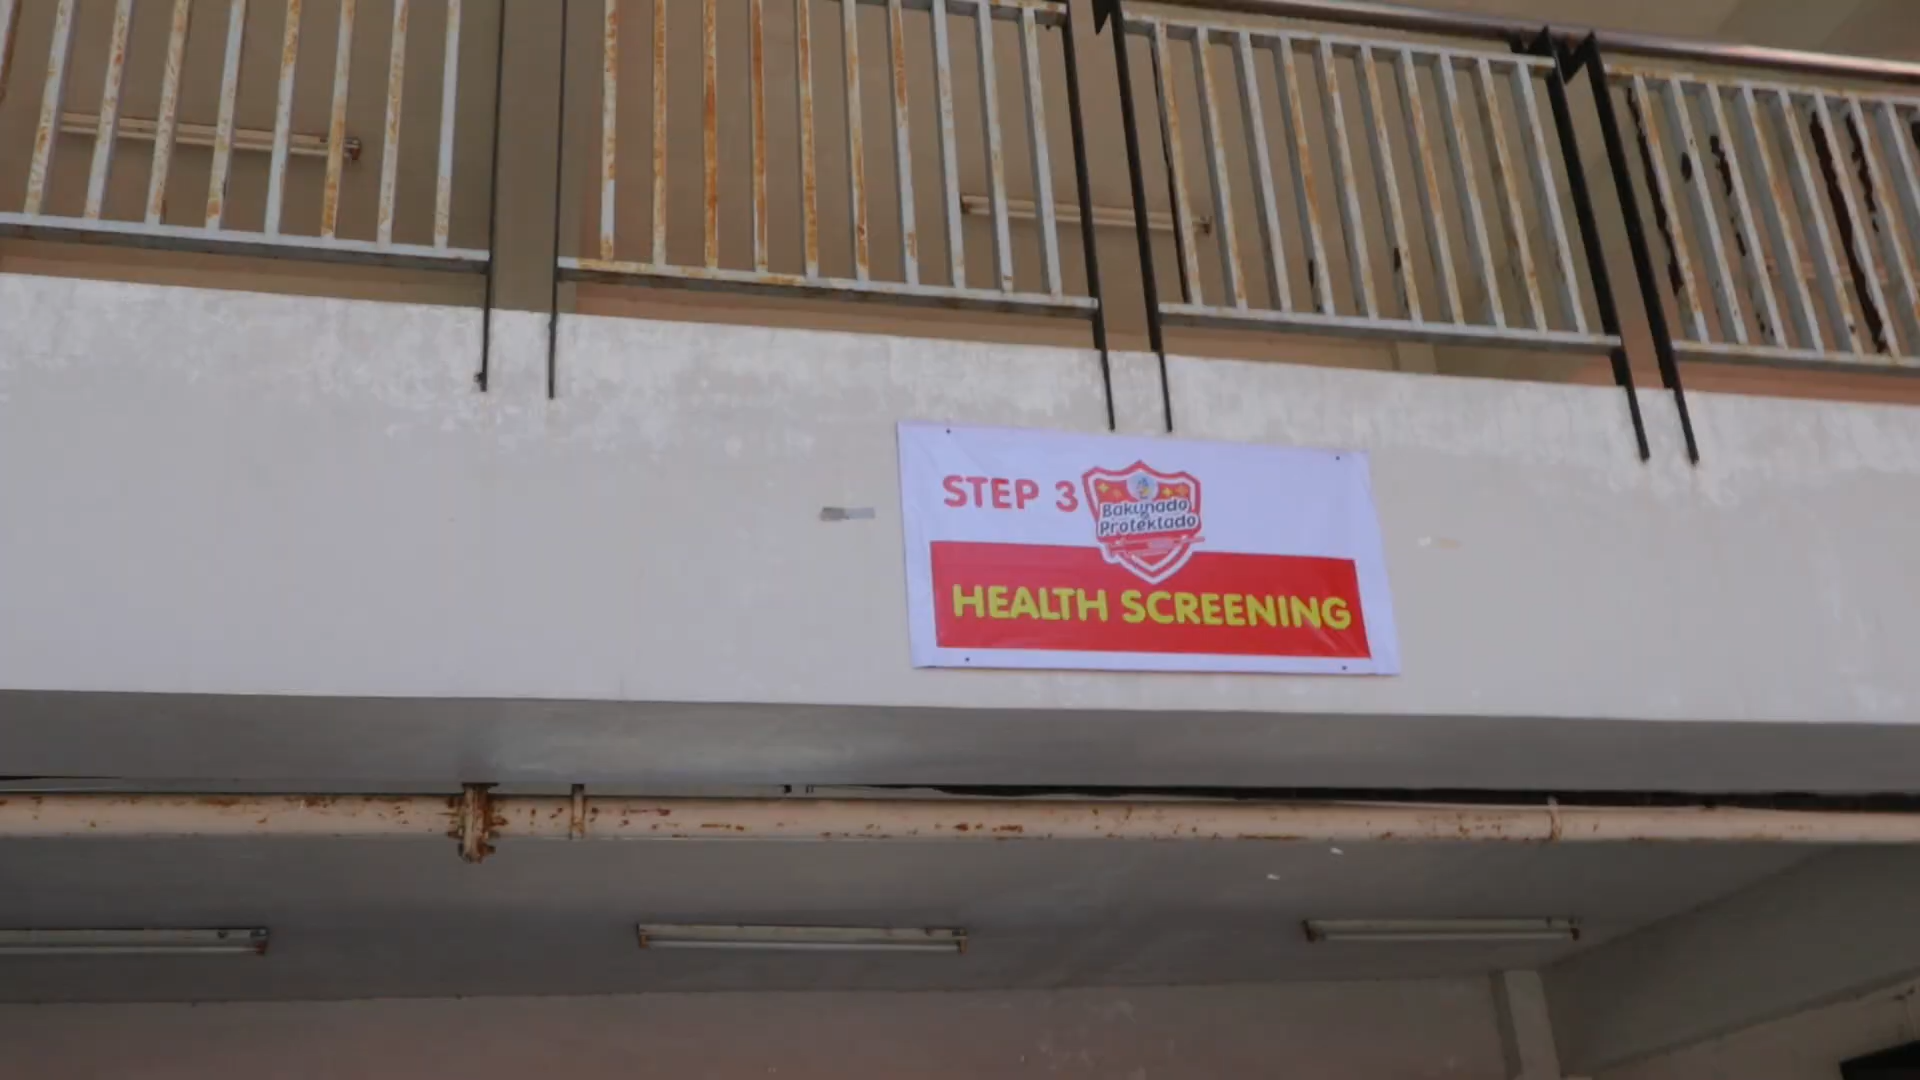 STEP 3
Bakunado
&
Protektado
HEALTH SCREENING